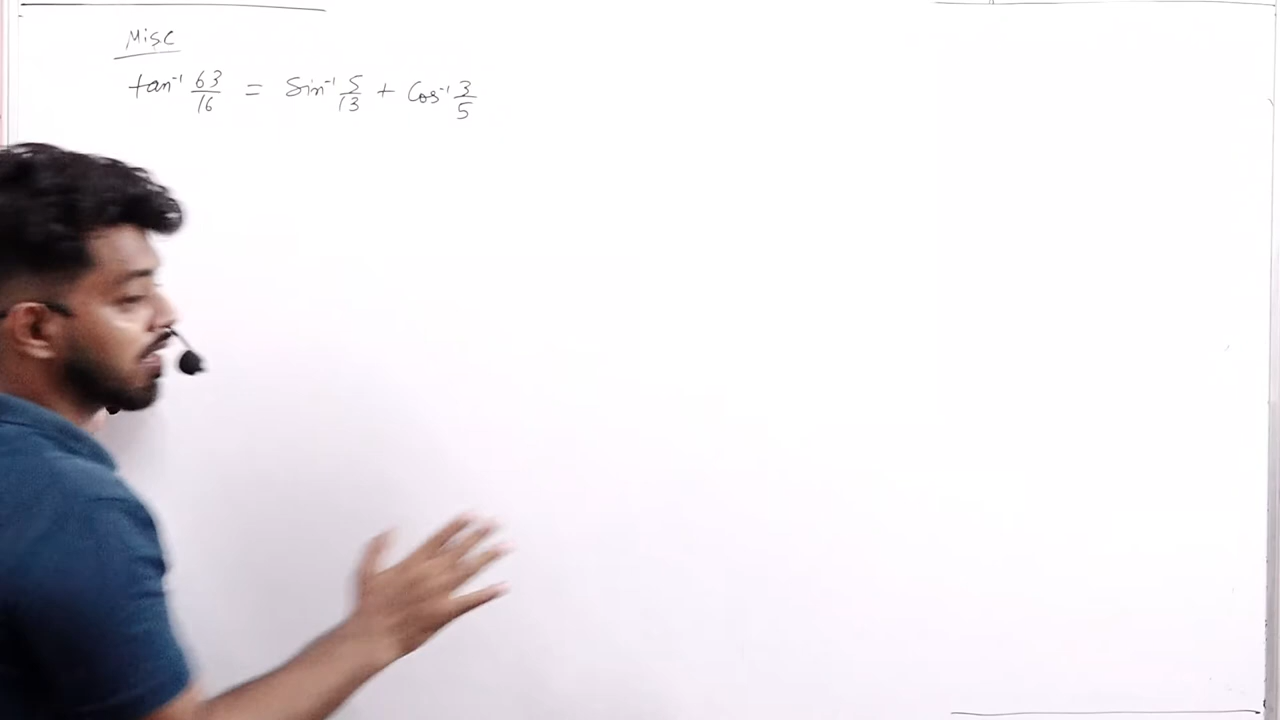 Misc
tan⁻¹ 63/16 = Sin⁻¹ 5/13 + Cos⁻¹ 3/5